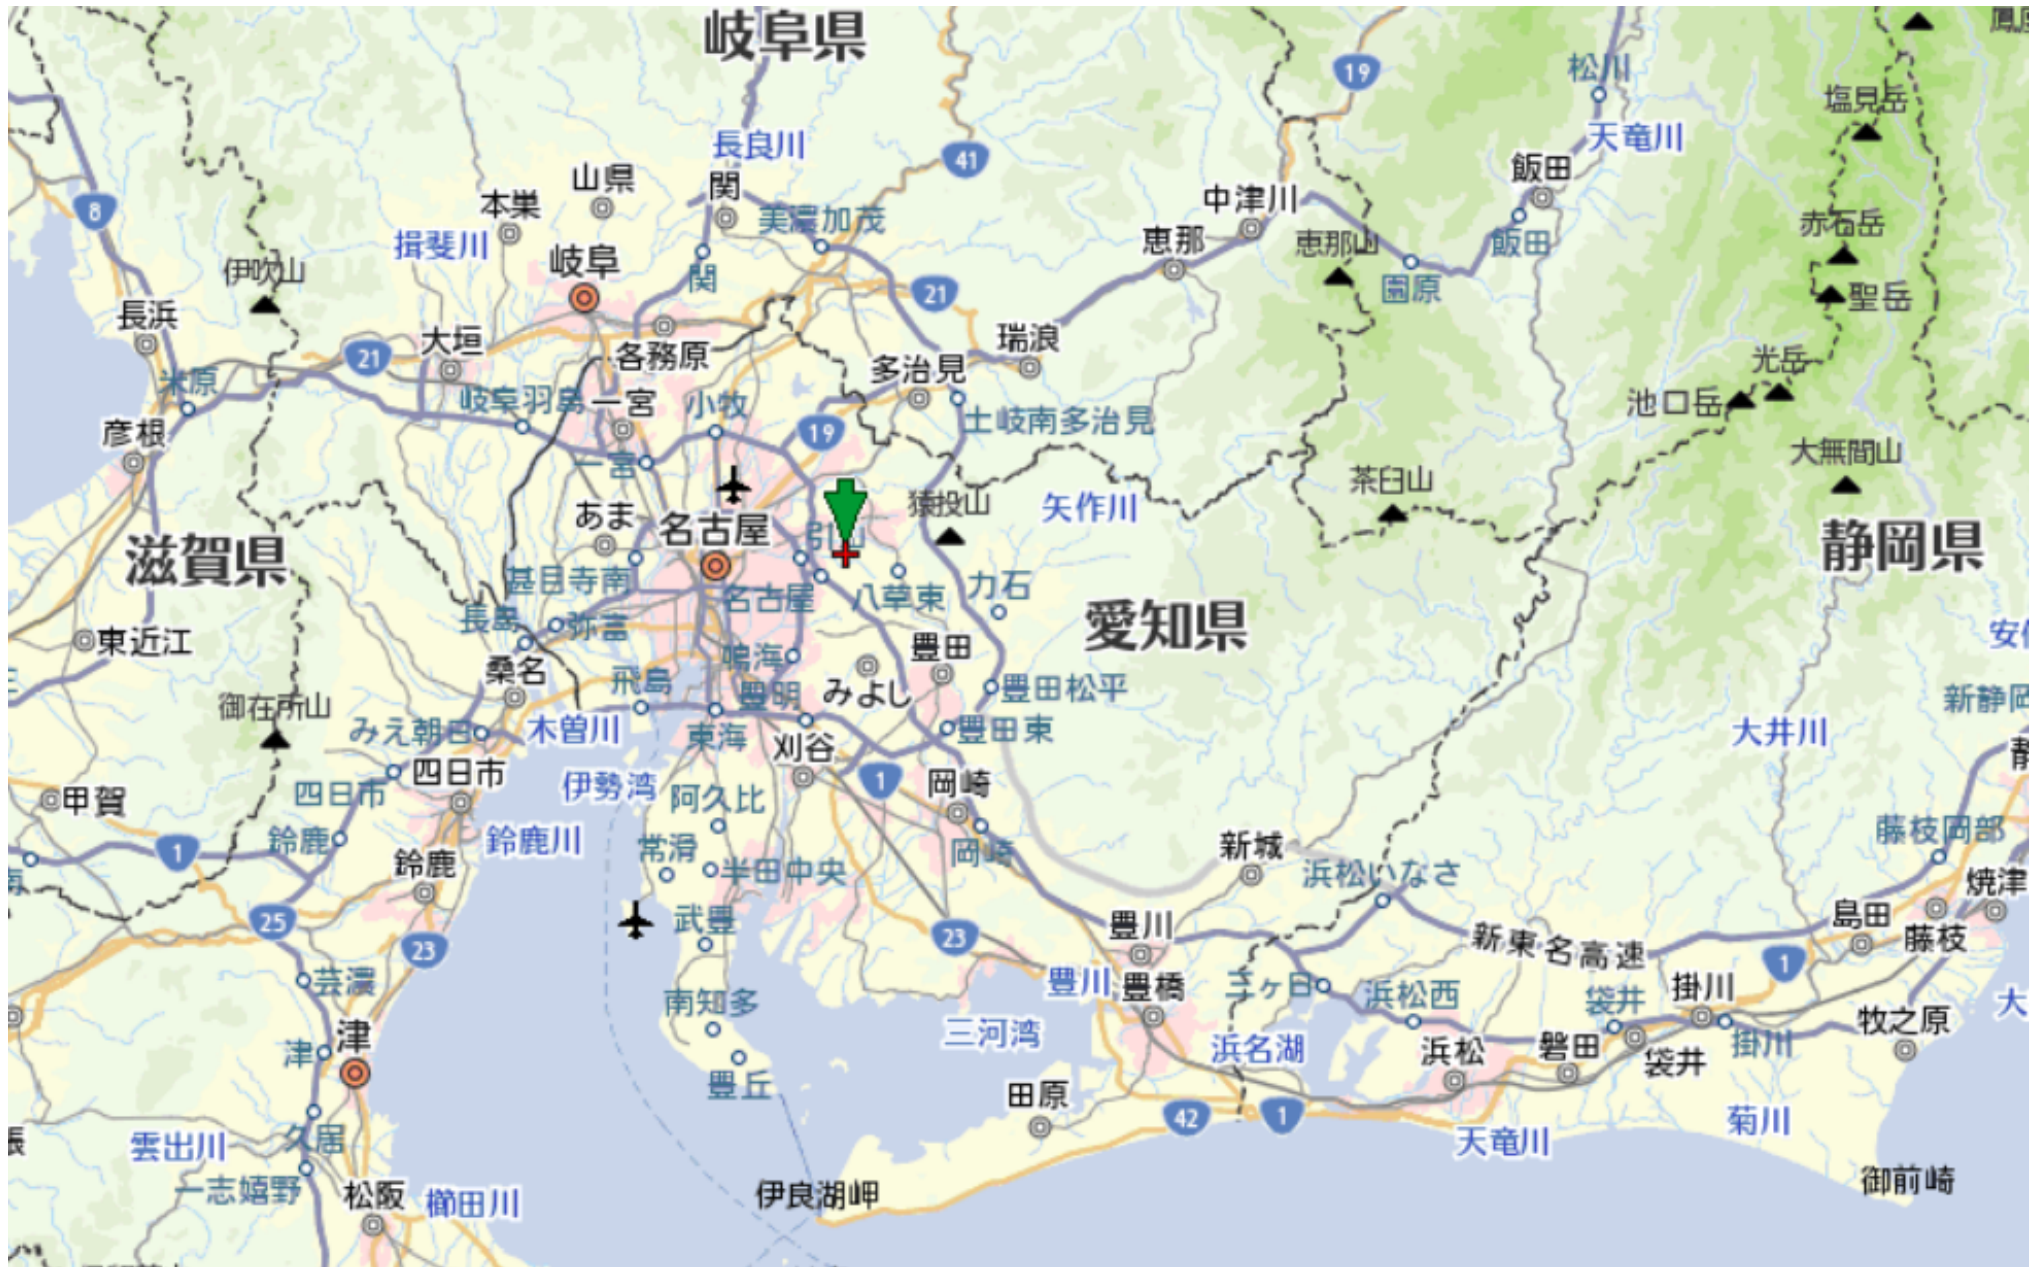 岐阜県
鳳凰
19
松川
塩見岳
長良川
天竜川
41
山県
関
飯田
8
本巣
美濃加茂
中津川
赤石岳
揖斐川
恵那
恵那山
飯田
伊吹山
岐阜
関
21
園原
聖岳
長浜
瑞浪
21
大垣
各務原
多治見
光岳
米原
岐阜羽島
一宮
小牧
池口岳
彦根
19
土岐南多治見
大無間山
一宮
茶臼山
あま
猿投山
矢作川
滋賀県
名古屋
引山
静岡県
甚目寺南
名古屋
八草東
力石
長島
弥富
愛知県
東近江
鳴海
豊田
桑名
飛島
豊明
みよし
豊田松平
新静岡
御在所山
みえ朝日
木曽川
東海
刈谷
豊田東
大井川
静
四日市
四日市
伊勢湾
阿久比
1
岡崎
甲賀
鈴鹿
鈴鹿川
常滑
岡崎
新城
藤枝岡部
1
鈴鹿
半田中央
浜松いなさ
焼津
25
武豊
豊川
島田
藤枝
23
23
新東名高速
1
芸濃
南知多
豊川
豊橋
三ヶ日
浜松西
袋井
掛川
牧之原
津
津
三河湾
浜名湖
浜松
磐田
袋井
掛川
豊丘
田原
42
1
雲出川
久居
天竜川
菊川
一志嬉野
松阪
櫛田川
伊良湖岬
御前崎